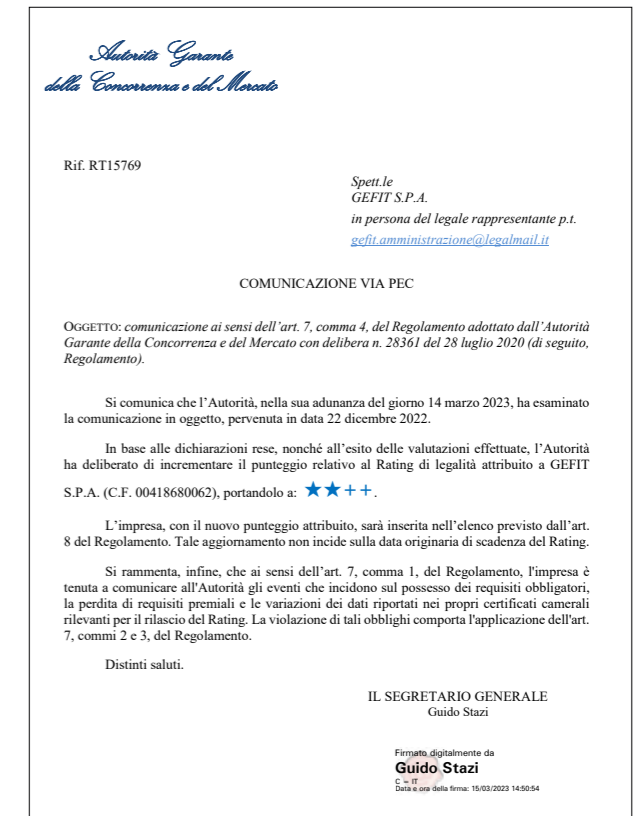 Autorità Garante
della Concorrenza e del Mercato
Rif. RT15769
Spett.le
GEFIT S.P.A.
in persona del legale rappresentante p.t.
gefit.amministrazione@legalmail.it
COMUNICAZIONE VIA PEC
OGGETTO: comunicazione ai sensi dell'art. 7, comma 4, del Regolamento adottato dall'Autorità
Garante della Concorrenza e del Mercato con delibera n. 28361 del 28 luglio 2020 (di seguito,
Regolamento).
Si comunica che l'Autorità, nella sua adunanza del giorno 14 marzo 2023, ha esaminato
la comunicazione in oggetto, pervenuta in data 22 dicembre 2022.
In base alle dichiarazioni rese, nonché all'esito delle valutazioni effettuate, l'Autorità
ha deliberato di incrementare il punteggio relativo al Rating di legalità attribuito a GEFIT
S.P.A. (C.F. 00418680062), portandolo a: ★★++.
L'impresa, con il nuovo punteggio attribuito, sarà inserita nell'elenco previsto dall'art.
8 del Regolamento. Tale aggiornamento non incide sulla data originaria di scadenza del Rating.
Si rammenta, infine, che ai sensi dell'art. 7, comma 1, del Regolamento, l'impresa è
tenuta a comunicare all'Autorità gli eventi che incidono sul possesso dei requisiti obbligatori,
la perdita di requisiti premiali e le variazioni dei dati riportati nei propri certificati camerali
rilevanti per il rilascio del Rating. La violazione di tali obblighi comporta l'applicazione dell'art.
7, commi 2 e 3, del Regolamento.
Distinti saluti.
IL SEGRETARIO GENERALE
Guido Stazi
Firmato digitalmente da
Guido Stazi
C = IT
Data e ora della firma: 15/03/2023 14:50:54